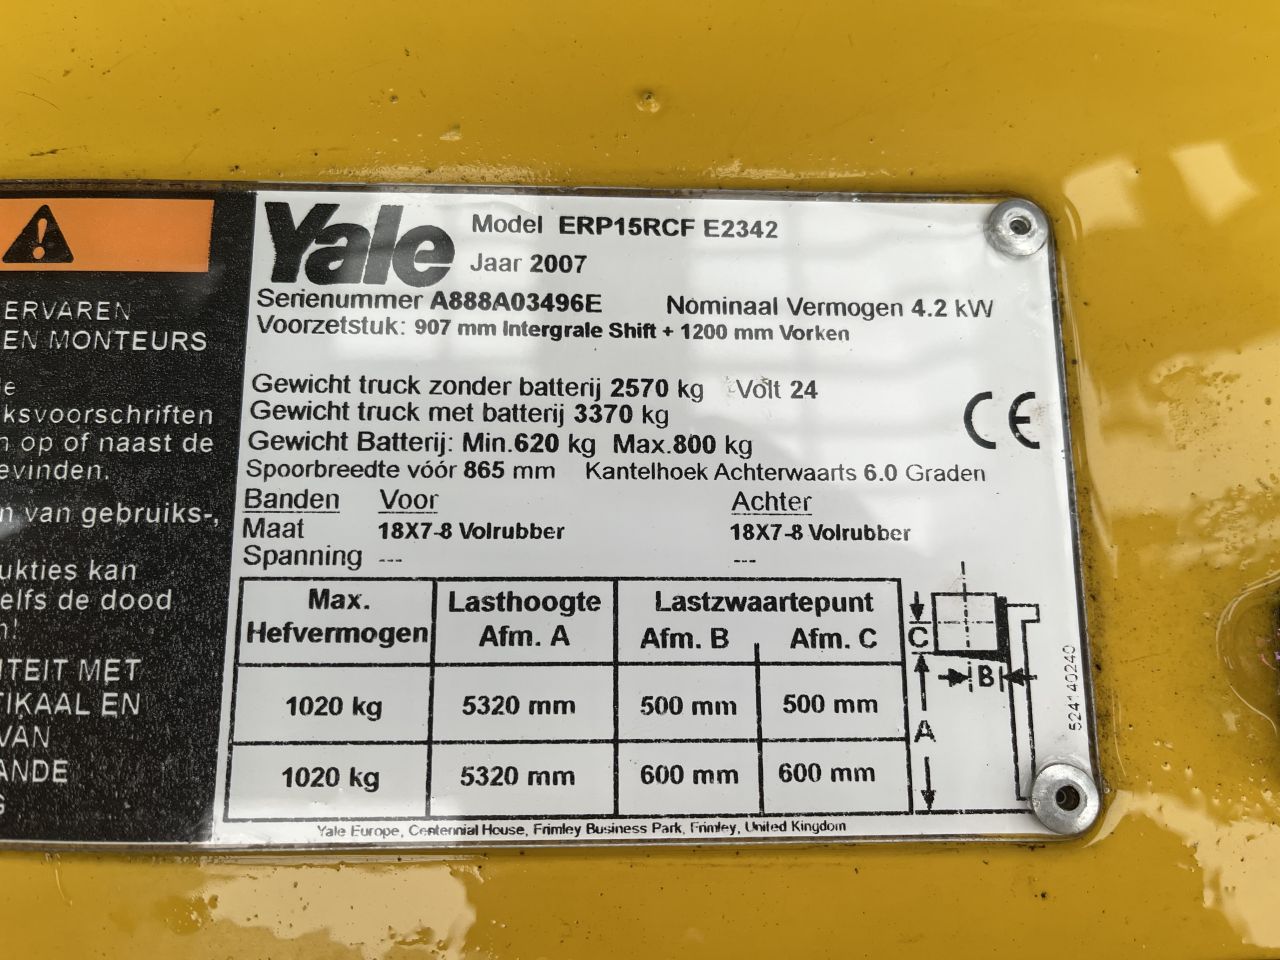 ERVAREN
EN MONTEURS
ksvoorschriften
n op of naast de
evinden.
n van gebruiks-,
ukties kan
elfs de dood
n!
TEIT MET
TIKAAL EN
VAN
ANDE
G
Yale
Model ERP15RCF E2342
Jaar 2007
Serienummer A888A03496E Nominaal Vermogen 4.2 kW
Voorzetstuk: 907 mm Intergrale Shift + 1200 mm Vorken
Gewicht truck zonder batterij 2570 kg Volt 24
Gewicht truck met batterij 3370 kg
Gewicht Batterij: Min.620 kg Max.800 kg
CE
Spoorbreedte vóór 865 mm Kantelhoek Achterwaarts 6.0 Graden
Banden Voor Achter
Maat 18X7-8 Volrubber 18X7-8 Volrubber
Spanning --- ---
Max. Hefvermogen Lasthoogte Afm. A Lastzwaartepunt Afm. B Afm. C
1020 kg 5320 mm 500 mm 500 mm
1020 kg 5320 mm 600 mm 600 mm
C
B
A
524140240
Yale Europe, Centennial House, Frimley Business Park, Frimley, United Kingdom